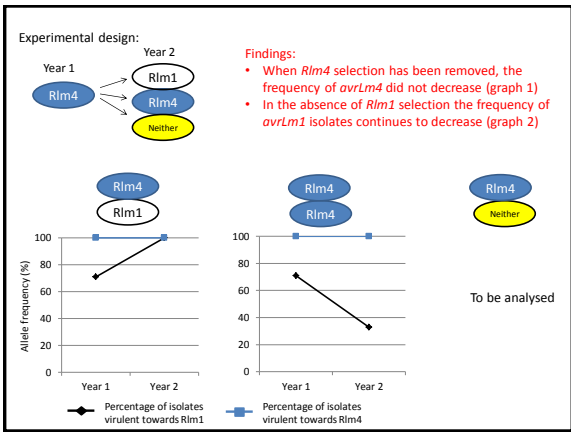 Experimental design:
Year 1
Year 2
Rlm4
Rlm1
Rlm4
Neither
Findings:
• When Rlm4 selection has been removed, the
frequency of avrLm4 did not decrease (graph 1)
• In the absence of Rlm1 selection the frequency of
avrLm1 isolates continues to decrease (graph 2)
Rlm4
Rlm1
Rlm4
Rlm4
Rlm4
Neither
Allele frequency (%)
100
80
60
40
20
0
Year 1 Year 2
100
80
60
40
20
0
Year 1 Year 2
To be analysed
Percentage of isolates
virulent towards Rlm1
Percentage of isolates
virulent towards Rlm4